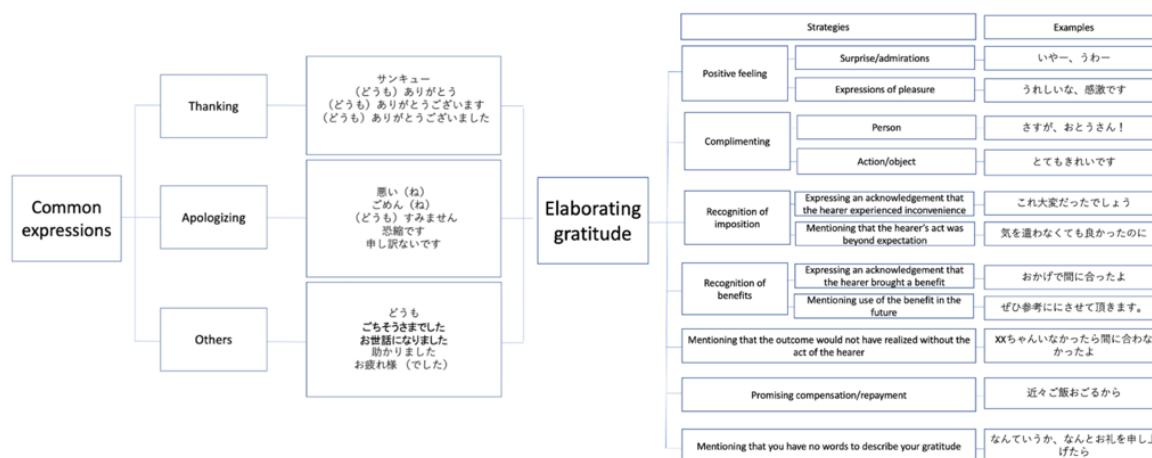 Common
expressions
Thanking
サンキュー
（どうも）ありがとう
（どうも）ありがとうございます
（どうも）ありがとうございました
Apologizing
悪い（ね）
ごめん（ね）
（どうも）すみません
恐縮です
申し訳ないです
Others
どうも
ごちそうさまでした
お世話になりました
助かりました
お疲れ様（でした）
Elaborating
gratitude
Strategies
Examples
Positive feeling
Surprise/admirations
いやー、うわー
Expressions of pleasure
うれしいな、感激です
Complimenting
Person
さすが、おとうさん！
Action/object
とてもきれいです
Recognition of
imposition
Expressing an acknowledgement that
the hearer experienced inconvenience
これ大変だったでしょう
Mentioning that the hearer's act was
beyond expectation
気を遣わなくても良かったのに
Recognition of
benefits
Expressing an acknowledgement that
the hearer brought a benefit
おかげで間に合ったよ
Mentioning use of the benefit in the
future
ぜひ参考ににさせて頂きます。
Mentioning that the outcome would not have realized without the
act of the hearer
XXちゃんいなかったら間に合わな
かったよ
Promising compensation/repayment
近々ご飯おごるから
Mentioning that you have no words to describe your gratitude
なんていうか、なんとお礼を申し上
げたら